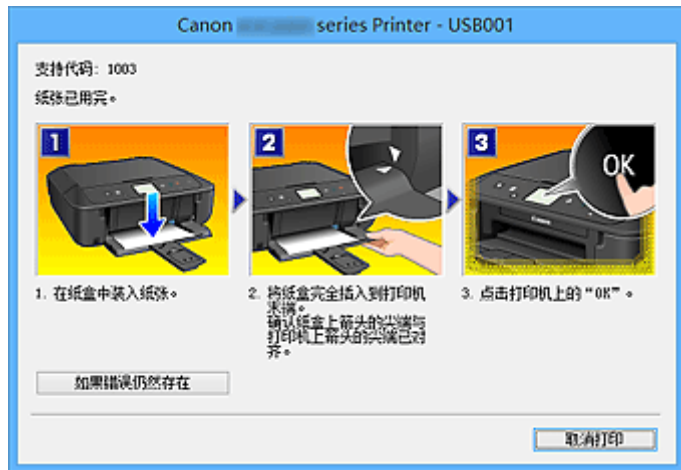 Canon series Printer - USB001
支持代码: 1003
纸张已用完。
1
2
3
OK
Canon
1. 在纸盒中装入纸张。
2. 将纸盒完全插入到打印机
末端。
确认纸盒上箭头的尖端与
打印机上箭头的尖端已对
齐。
3. 点击打印机上的“OK”。
如果错误仍然存在
取消打印